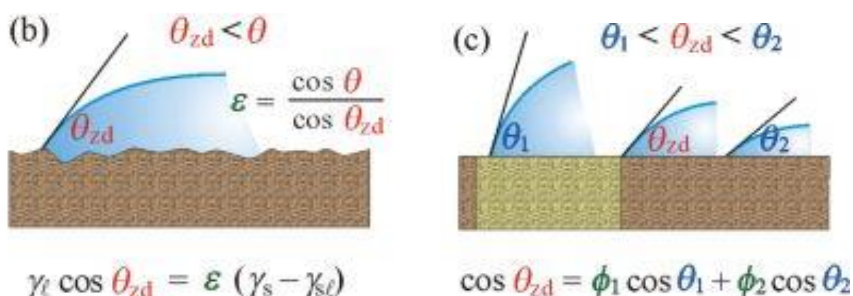 (b)
θzd < θ
ε = cos θ / cos θzd
θzd
γℓ cos θzd = ε (γs – γsℓ)
(c)
θ1 < θzd < θ2
θ1
θzd
θ2
cos θzd = ϕ1 cos θ1 + ϕ2 cos θ2